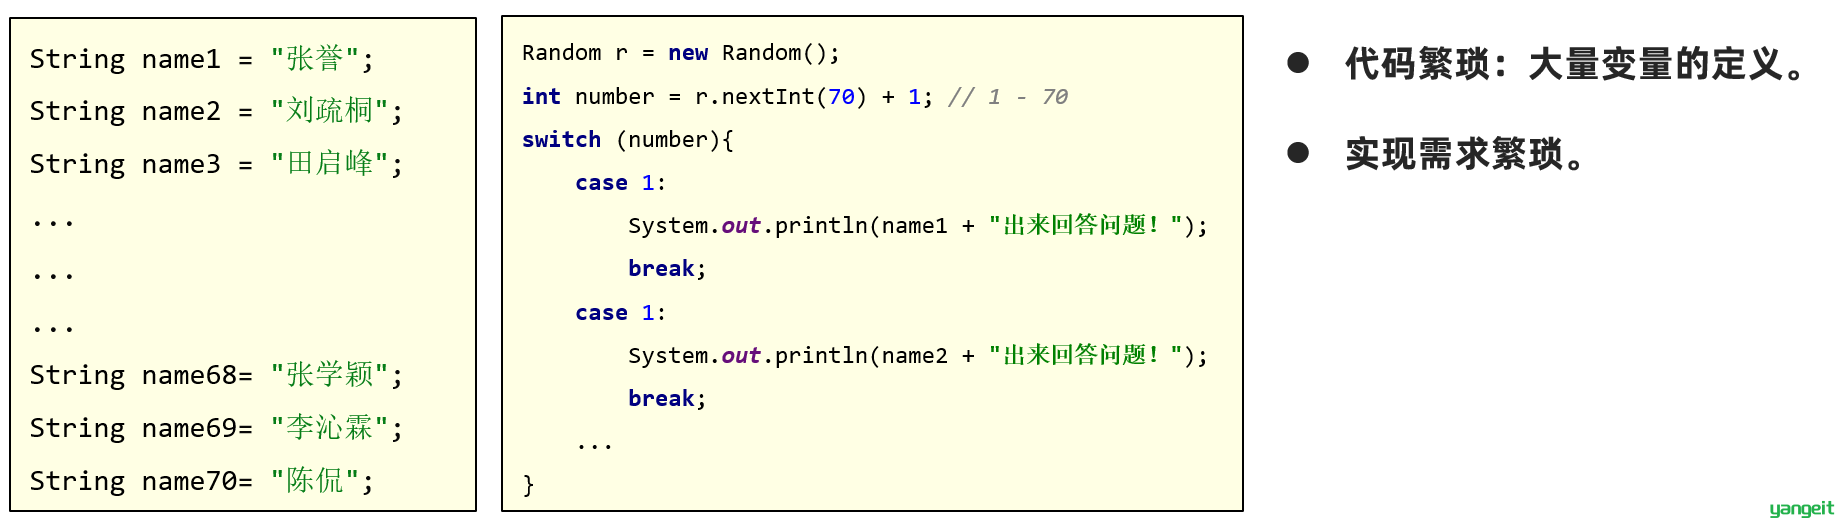 String name1 = "张誉";
String name2 = "刘疏桐";
String name3 = "田启峰";
...
...
...
String name68= "张学颖";
String name69= "李沁霖";
String name70= "陈侃";
Random r = new Random();
int number = r.nextInt(70) + 1; // 1 - 70
switch (number){
case 1:
System.out.println(name1 + "出来回答问题！");
break;
case 1:
System.out.println(name2 + "出来回答问题！");
break;
...
}
● 代码繁琐：大量变量的定义。
● 实现需求繁琐。
yangeit